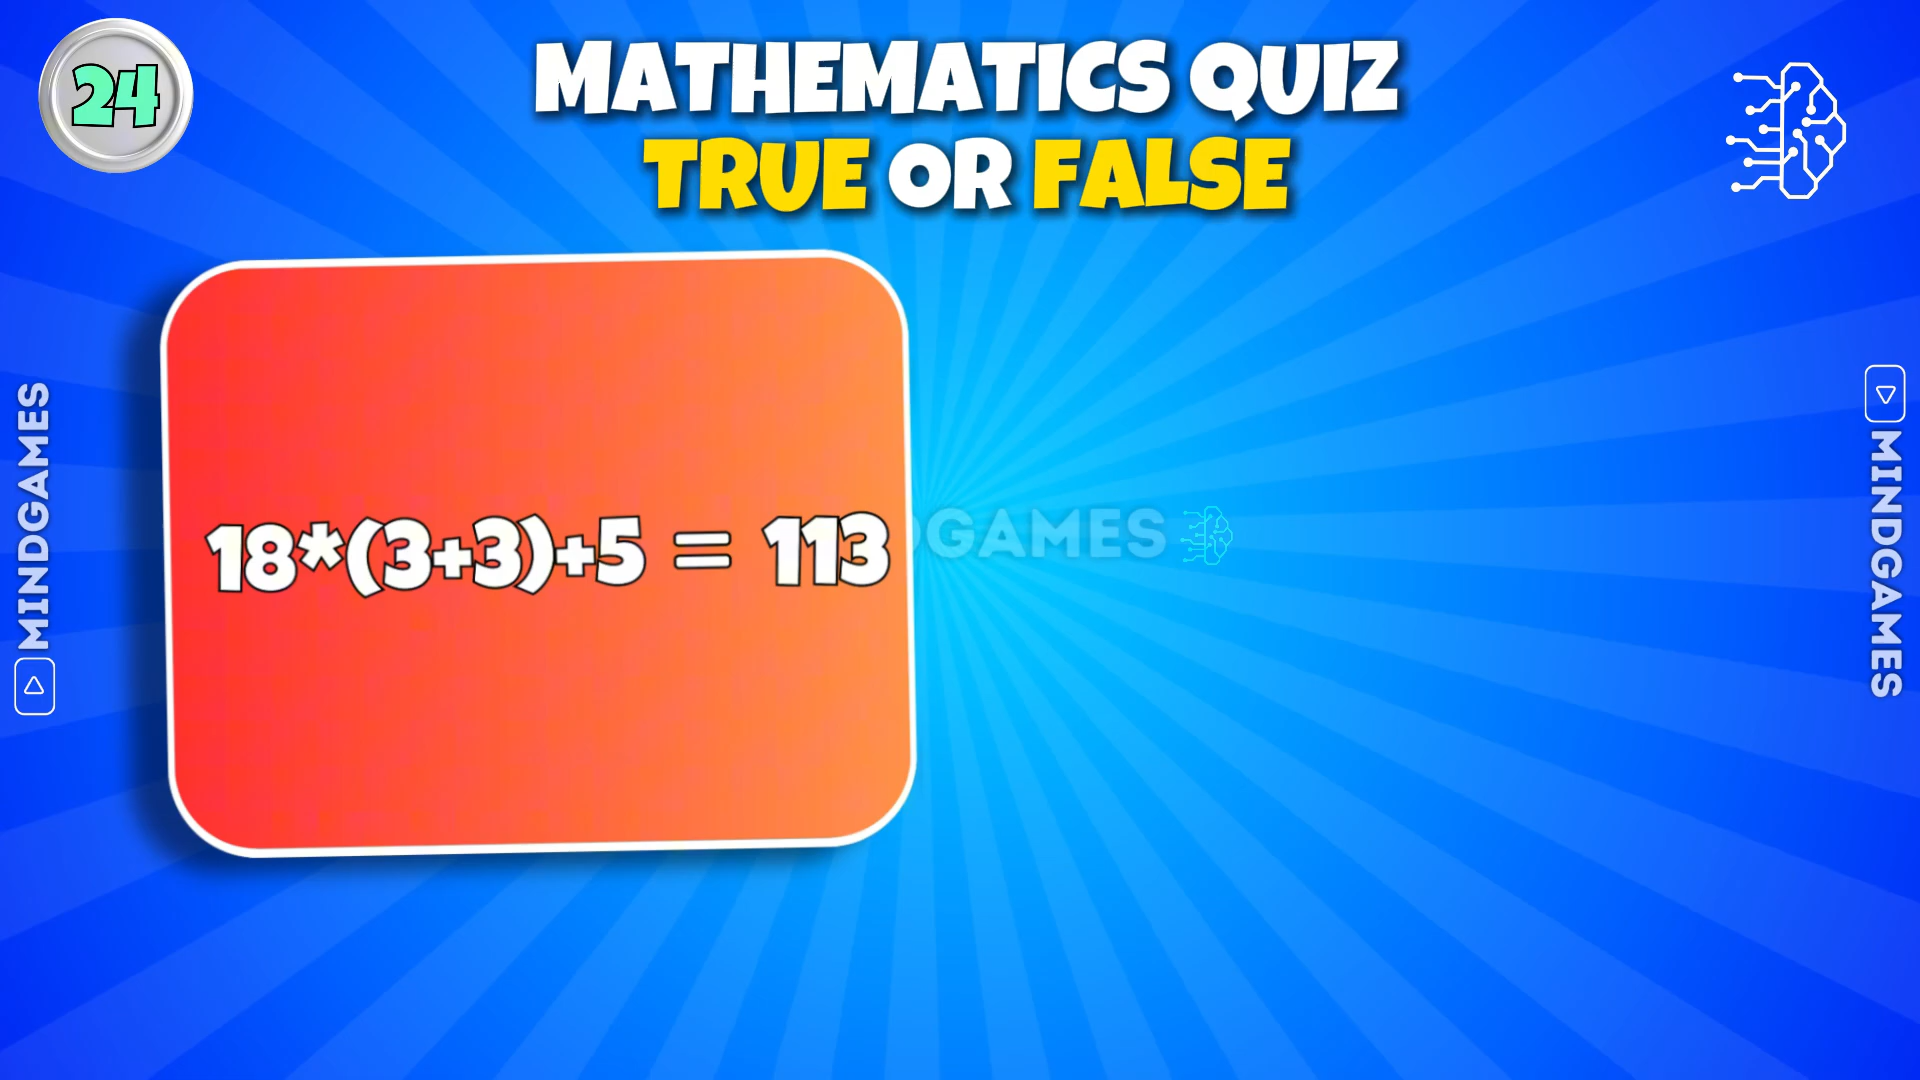 24
MATHEMATICS QUIZ
TRUE OR FALSE
18*(3+3)+5 = 113
MINDGAMES
MINDGAMES